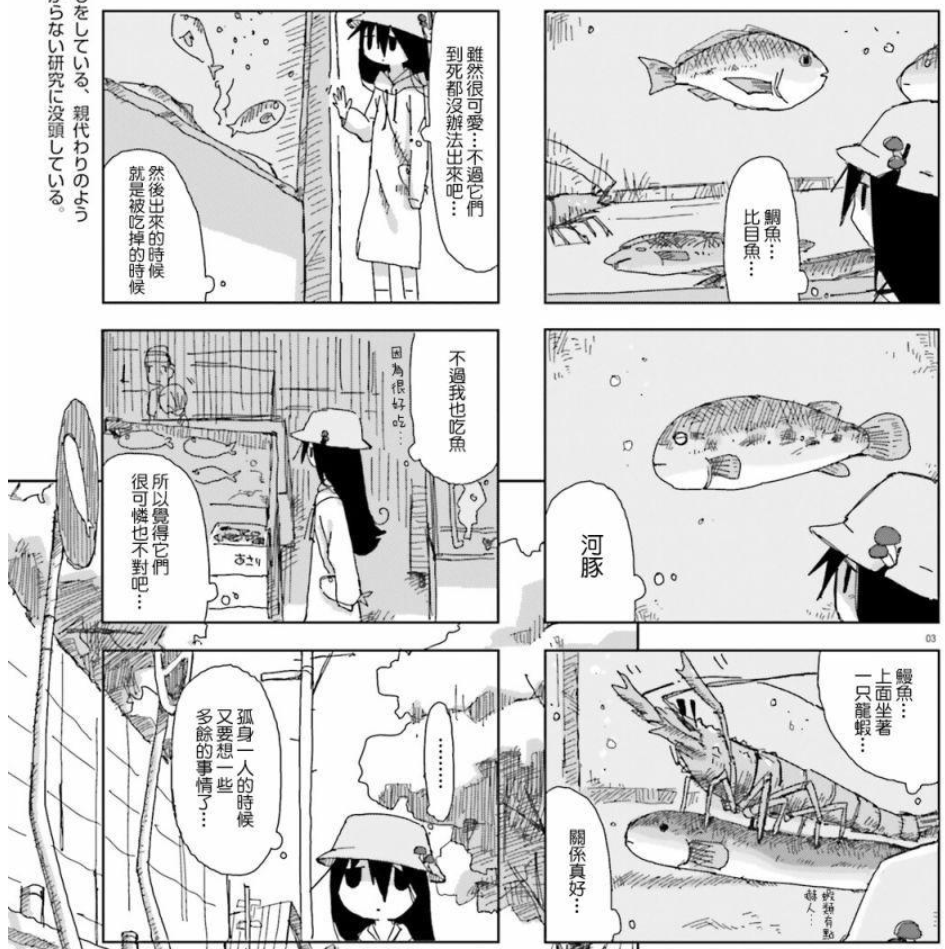 鯛魚…
比目魚…
河豚
03
鰻魚…
上面坐著
一只龍蝦…
關係真好…
蝦類有點
嚇人…
雖然很可愛…不過它們
到死都沒辦法出來吧…
然後出來的時候
就是被吃掉的時候
不過我也吃魚
因為很好吃…
所以覺得它們
很可憐也不對吧…
あさり
………
孤身一人的時候
又要想一些
多餘的事情了…
をしている、親代わりのよう
からない研究に没頭している。